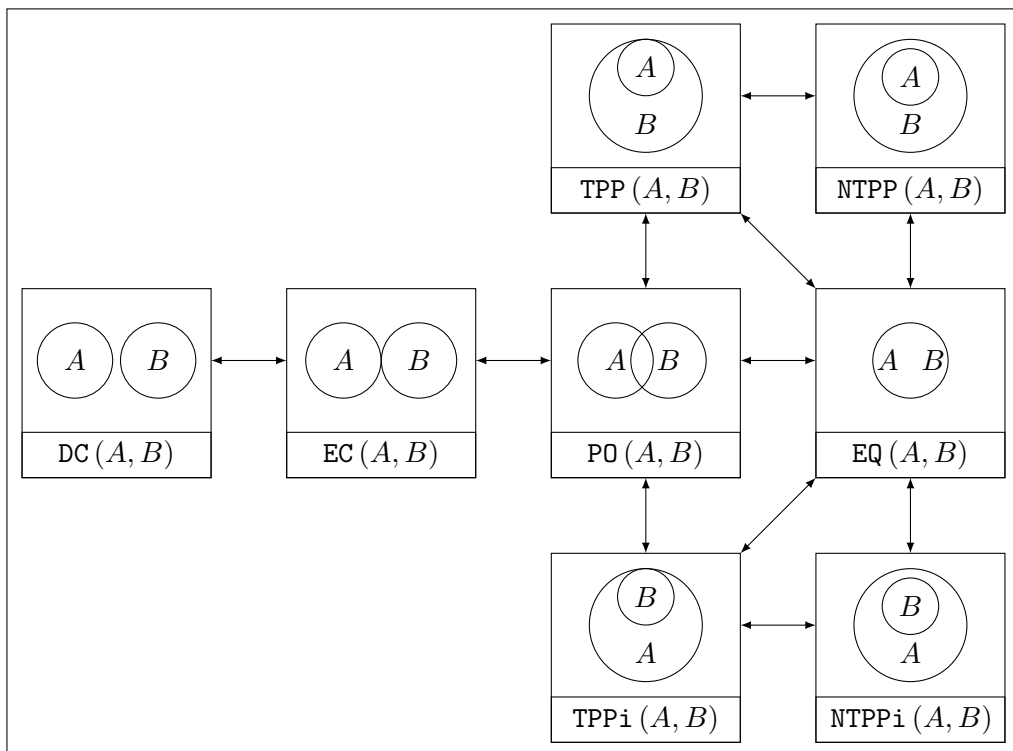 A
B
TPP (A, B)
A
B
NTPP (A, B)
A B
DC (A, B)
A B
EC (A, B)
A B
PO (A, B)
A B
EQ (A, B)
B
A
TPPi (A, B)
B
A
NTPPi (A, B)